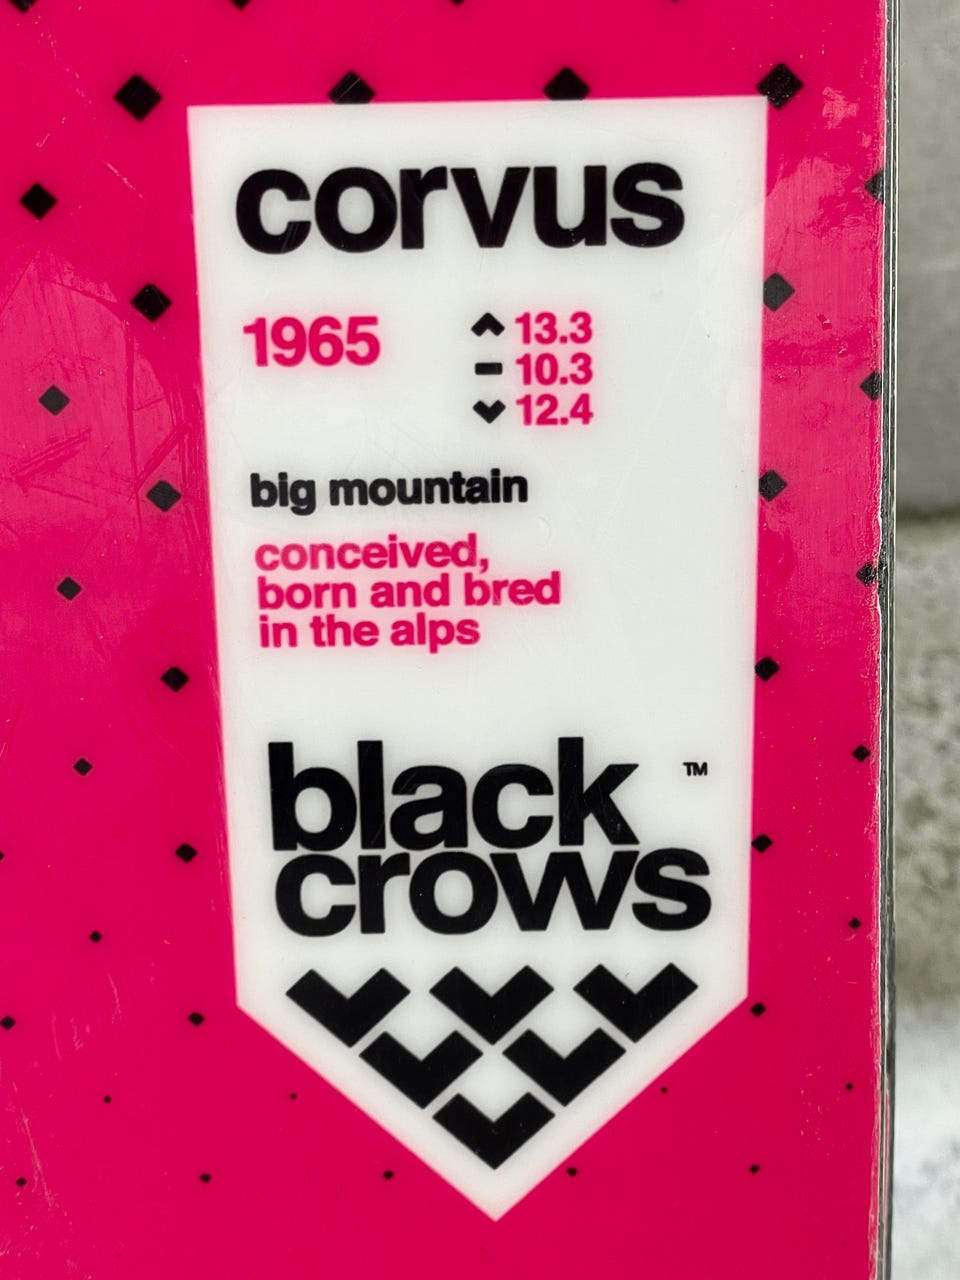 corvus
1965
13.3
10.3
12.4
big mountain
conceived,
born and bred
in the alps
black ™
crows